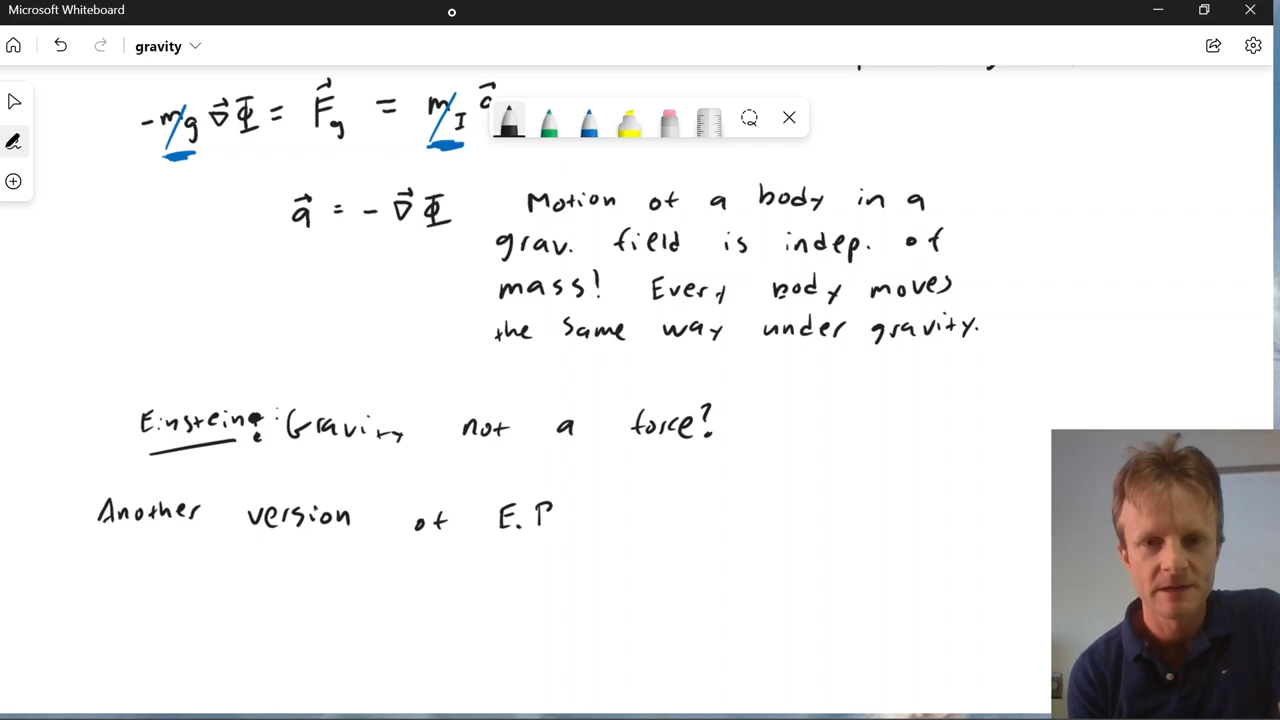 Microsoft Whiteboard
gravity
-m_g ∇⃗Φ = F⃗_g = m_I a⃗
a⃗ = - ∇⃗Φ
Motion of a body in a
grav. field is indep. of
mass! Every body moves
the same way under gravity.
Einstein: Gravity not a force?
Another version of E.P